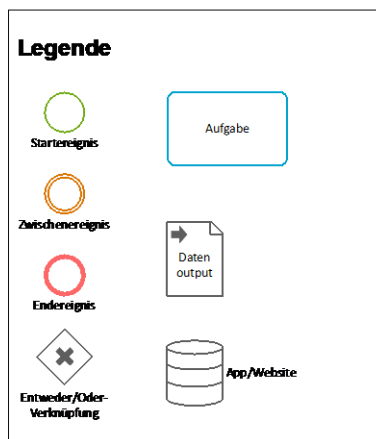 Legende
Startereignis
Aufgabe
Zwischenereignis
Daten
output
Endereignis
App/Website
Entweder/Oder-
Verknüpfung